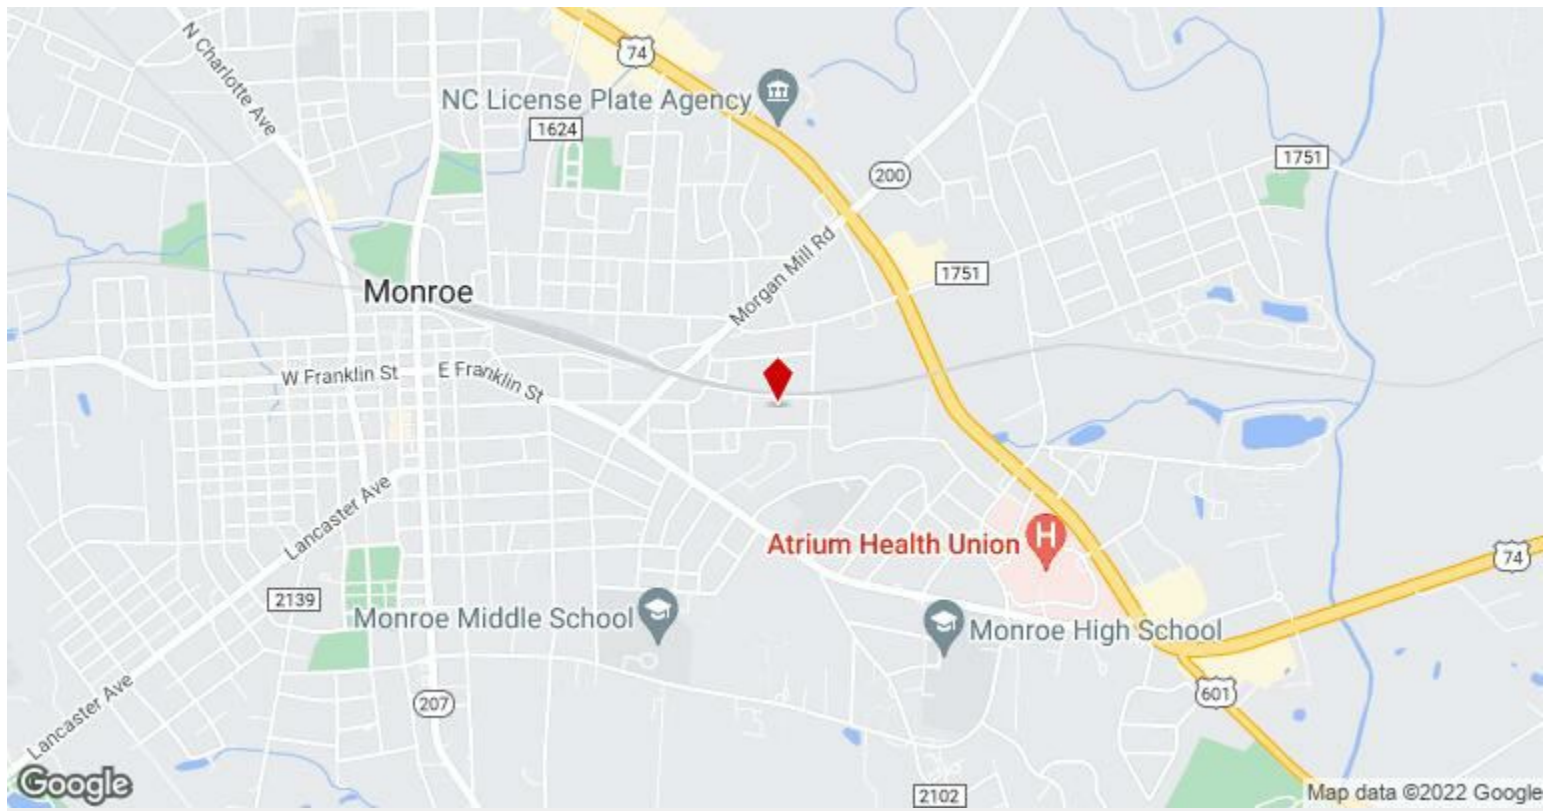 N Charlotte Ave
74
NC License Plate Agency
1624
1751
200
Morgan Mill Rd
1751
Monroe
W Franklin St
E Franklin St
Lancaster Ave
Atrium Health Union
H
74
2139
Monroe Middle School
Monroe High School
601
207
Lancaster Ave
Google
2102
Map data ©2022 Google